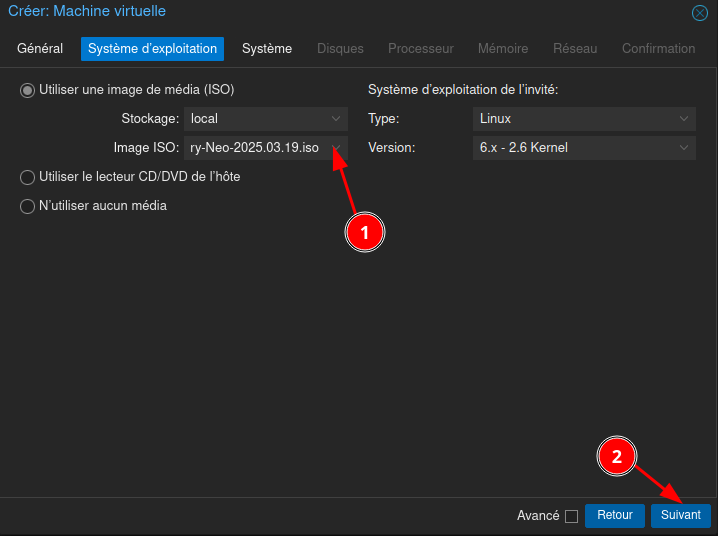 Créer: Machine virtuelle
Général Système d'exploitation Système Disques Processeur Mémoire Réseau Confirmation
Utiliser une image de média (ISO) Système d'exploitation de l'invité:
Stockage: local Type: Linux
Image ISO: ry-Neo-2025.03.19.iso Version: 6.x - 2.6 Kernel
Utiliser le lecteur CD/DVD de l'hôte
N'utiliser aucun média
1
2
Avancé Retour Suivant